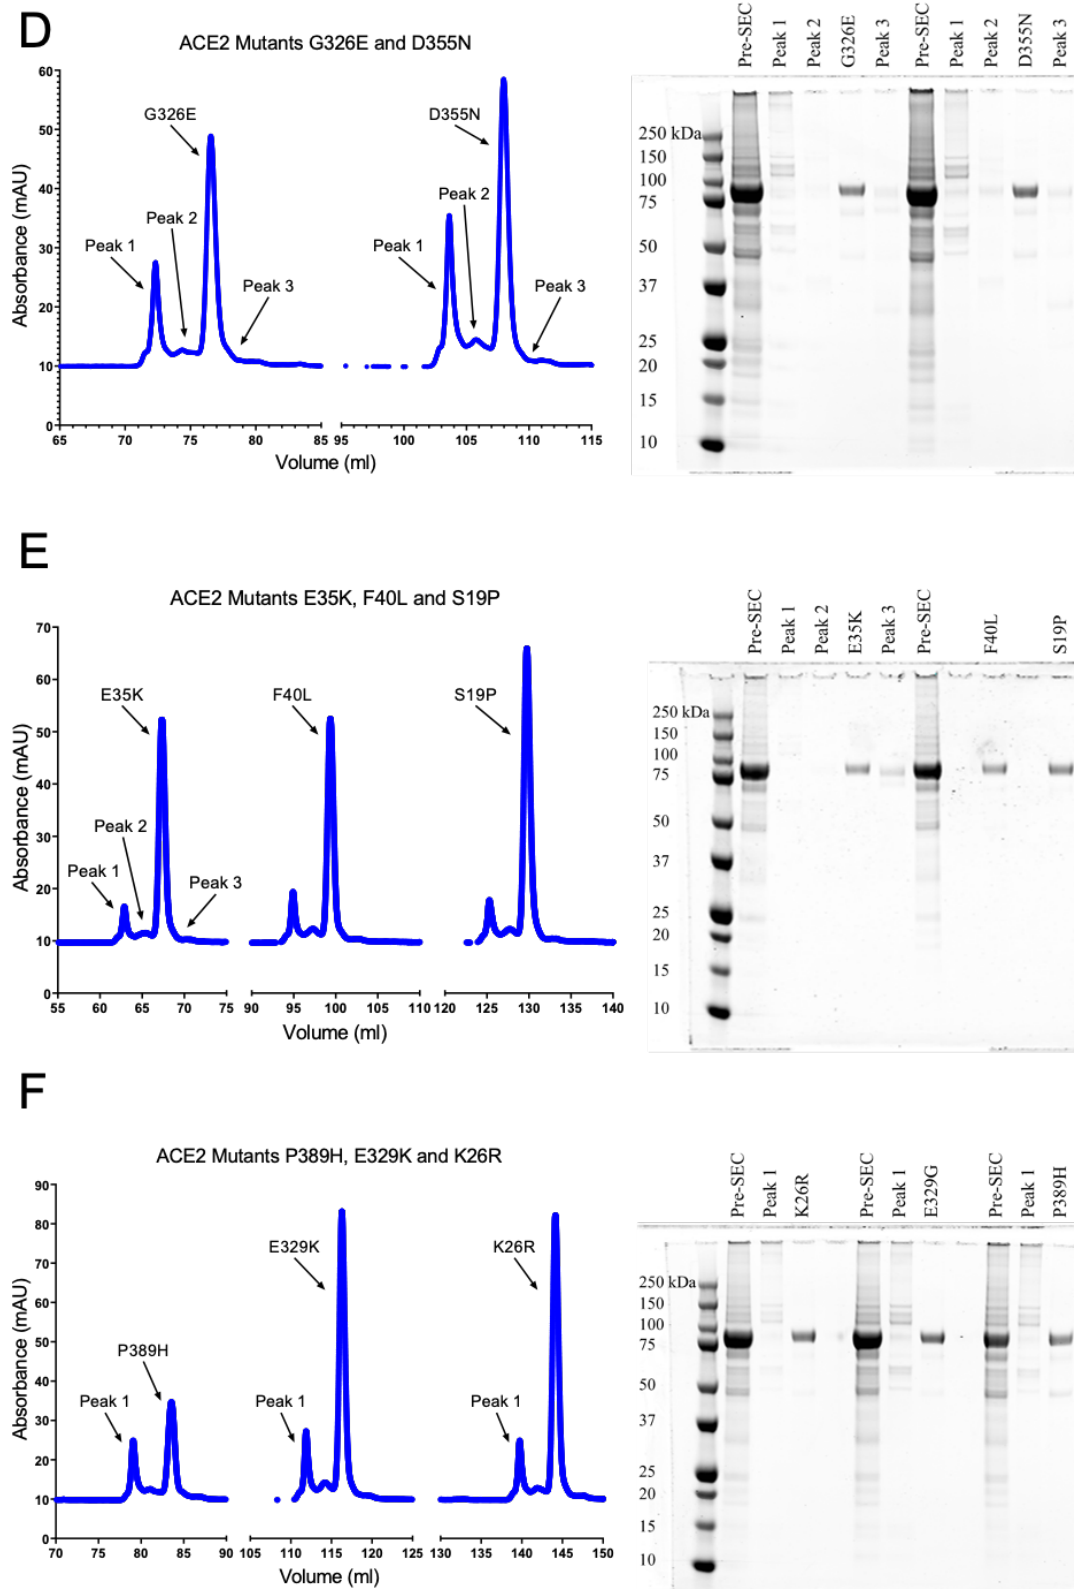 D
ACE2 Mutants G326E and D355N
Absorbance (mAU)
60
50
40
30
20
10
0
G326E
Peak 2
Peak 1
Peak 3
D355N
Peak 2
Peak 1
Peak 3
65 70 75 80 85 95 100 105 110 115
Volume (ml)
Pre-SEC
Peak 1
Peak 2
G326E
Peak 3
Pre-SEC
Peak 1
Peak 2
D355N
Peak 3
250 kDa
150
100
75
50
37
25
20
15
10
E
ACE2 Mutants E35K, F40L and S19P
Absorbance (mAU)
70
60
50
40
30
20
10
0
E35K
Peak 2
Peak 1
Peak 3
F40L
S19P
55 60 65 70 75 90 95 100 105 110 120 125 130 135 140
Volume (ml)
Pre-SEC
Peak 1
Peak 2
E35K
Peak 3
Pre-SEC
F40L
S19P
250 kDa
150
100
75
50
37
25
20
15
10
F
ACE2 Mutants P389H, E329K and K26R
Absorbance (mAU)
90
80
70
60
50
40
30
20
10
0
P389H
Peak 1
E329K
Peak 1
K26R
Peak 1
70 75 80 85 90 105 110 115 120 125 130 135 140 145 150
Volume (ml)
Pre-SEC
Peak 1
K26R
Pre-SEC
Peak 1
E329G
Pre-SEC
Peak 1
P389H
250 kDa
150
100
75
50
37
25
20
15
10